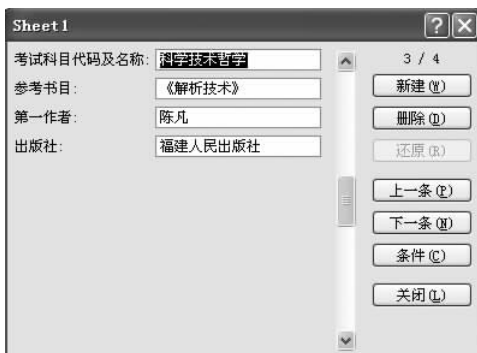 Sheet1
考试科目代码及名称: 科学技术哲学
参考书目: 《解析技术》
第一作者: 陈凡
出版社: 福建人民出版社
3 / 4
新建(W)
删除(D)
还原(R)
上一条(P)
下一条(N)
条件(C)
关闭(L)